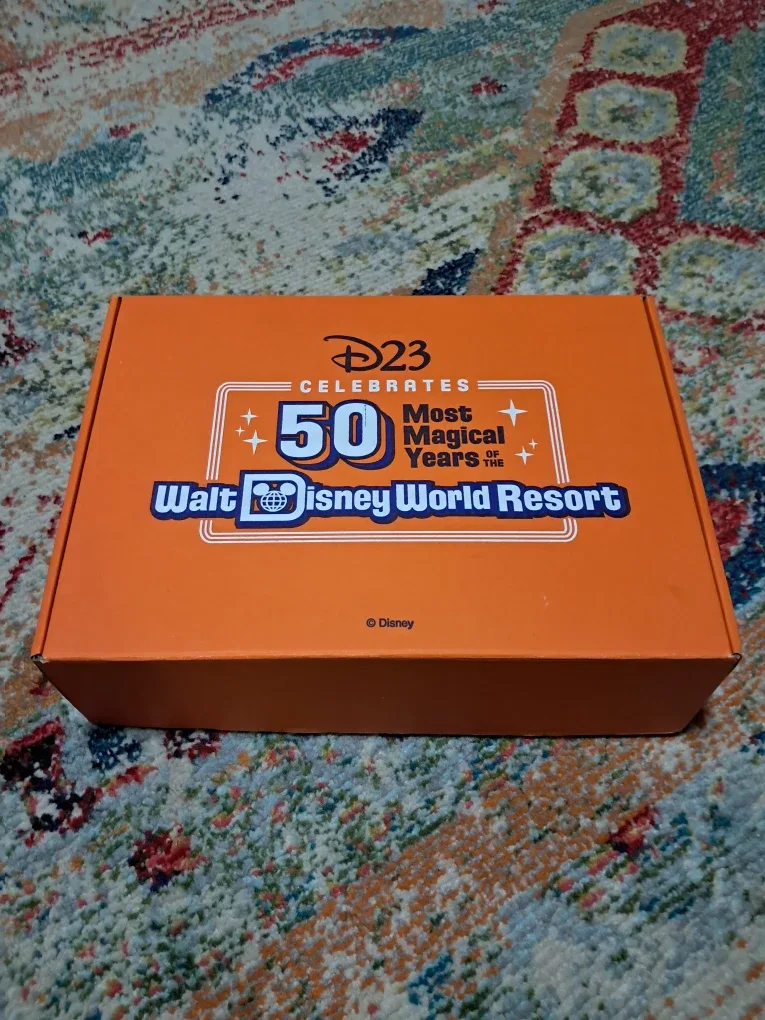 D23
CELEBRATES
50 Most
Magical
Years OF THE
Walt Disney World Resort
© Disney